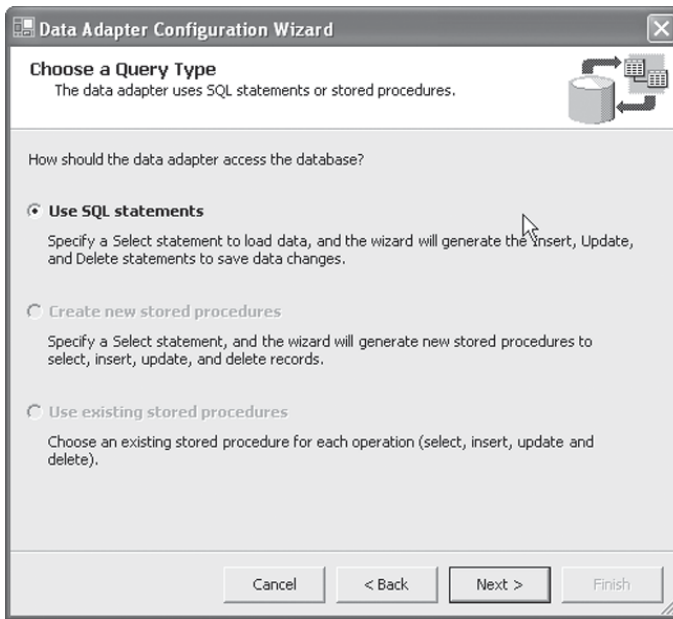 Data Adapter Configuration Wizard
Choose a Query Type
The data adapter uses SQL statements or stored procedures.
How should the data adapter access the database?
Use SQL statements
Specify a Select statement to load data, and the wizard will generate the Insert, Update,
and Delete statements to save data changes.
Create new stored procedures
Specify a Select statement, and the wizard will generate new stored procedures to
select, insert, update, and delete records.
Use existing stored procedures
Choose an existing stored procedure for each operation (select, insert, update and
delete).
Cancel < Back Next > Finish